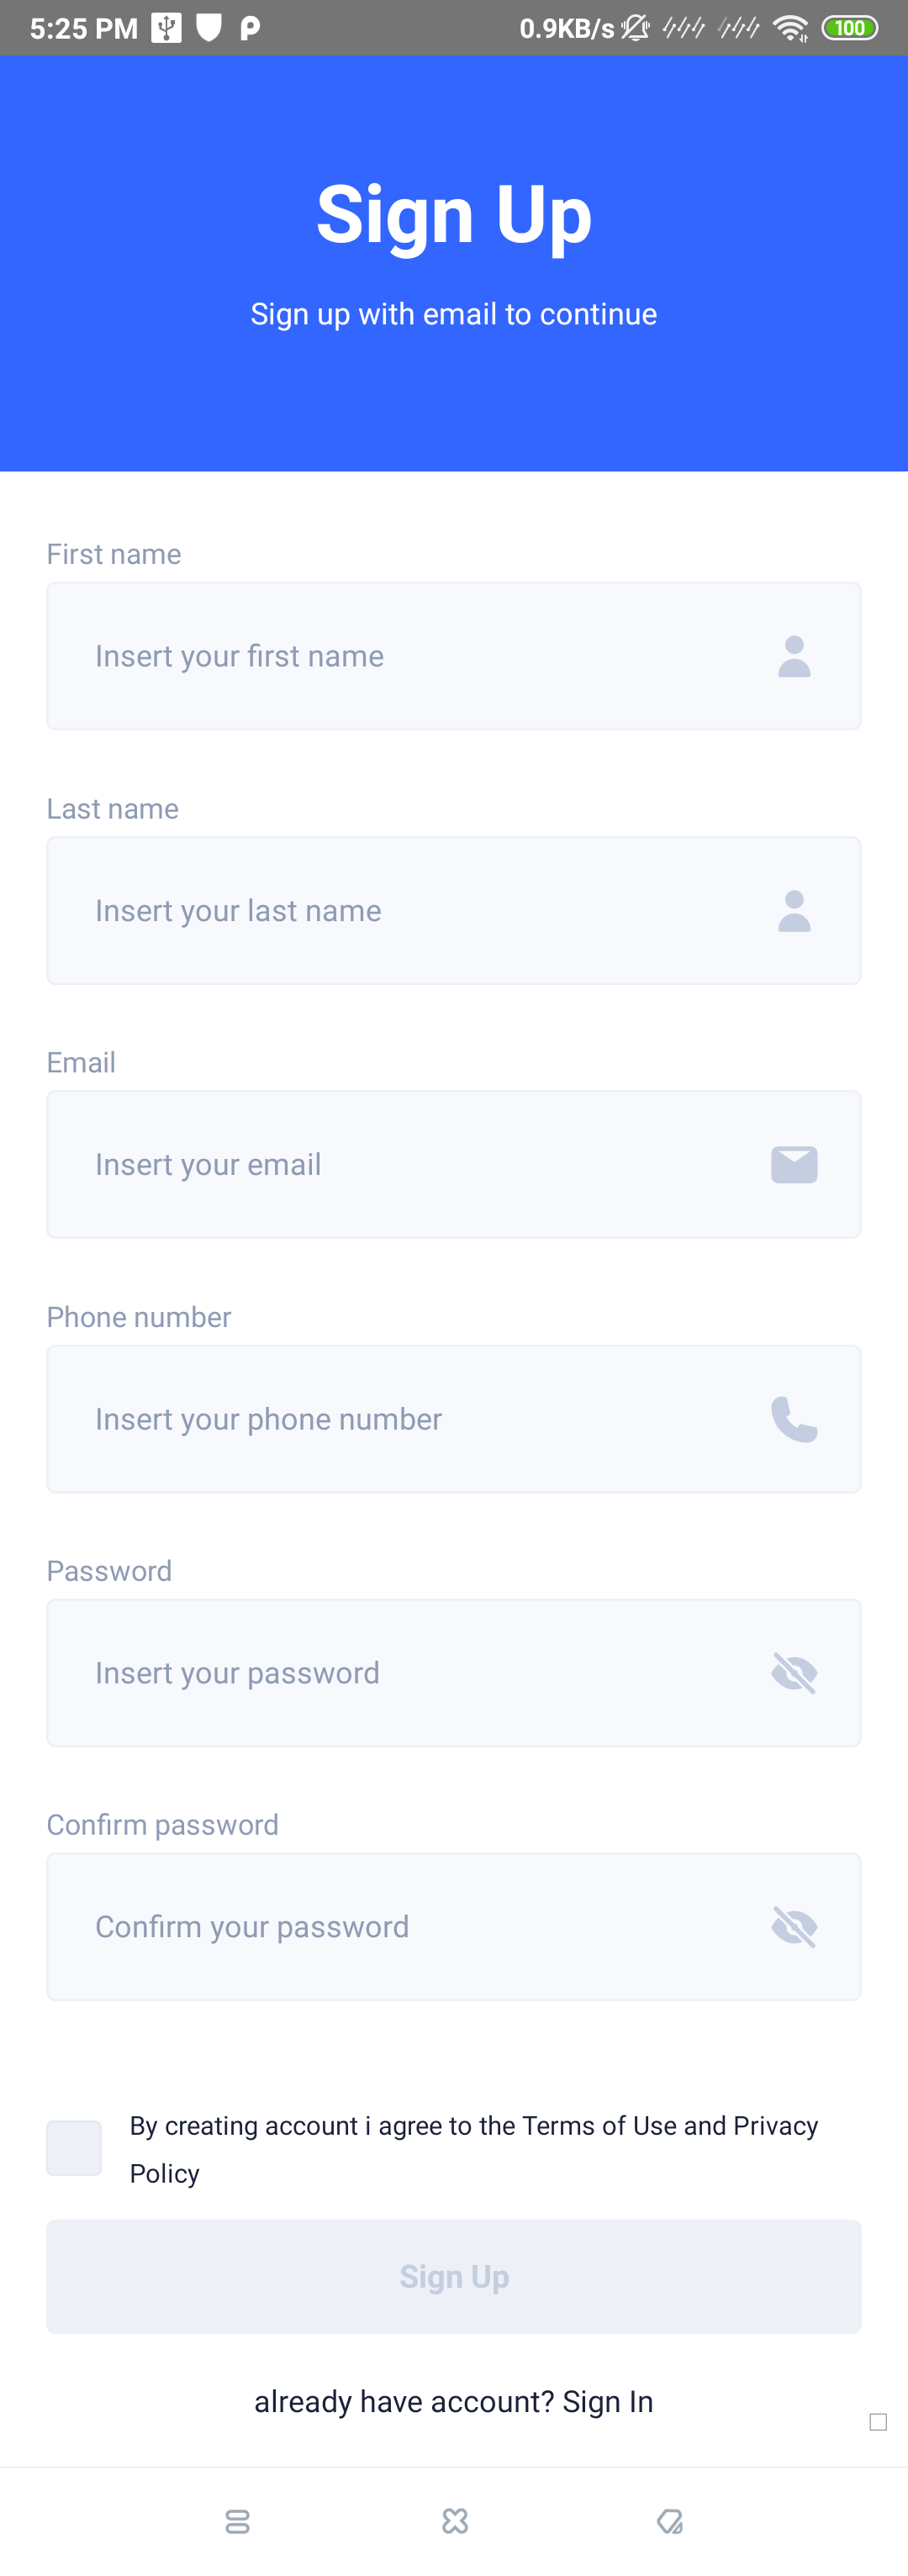 5:25 PM 0.9KB/s 100
Sign Up
Sign up with email to continue
First name
Insert your first name
Last name
Insert your last name
Email
Insert your email
Phone number
Insert your phone number
Password
Insert your password
Confirm password
Confirm your password
By creating account i agree to the Terms of Use and Privacy
Policy
Sign Up
already have account? Sign In